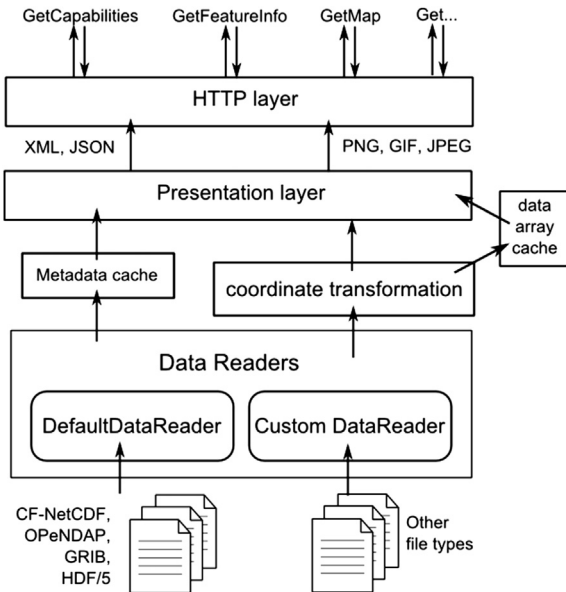 GetCapabilities GetFeatureInfo GetMap Get...
HTTP layer
XML, JSON PNG, GIF, JPEG
Presentation layer
data
array
cache
Metadata cache
coordinate transformation
Data Readers
DefaultDataReader Custom DataReader
CF-NetCDF,
OPeNDAP,
GRIB,
HDF/5
Other
file types